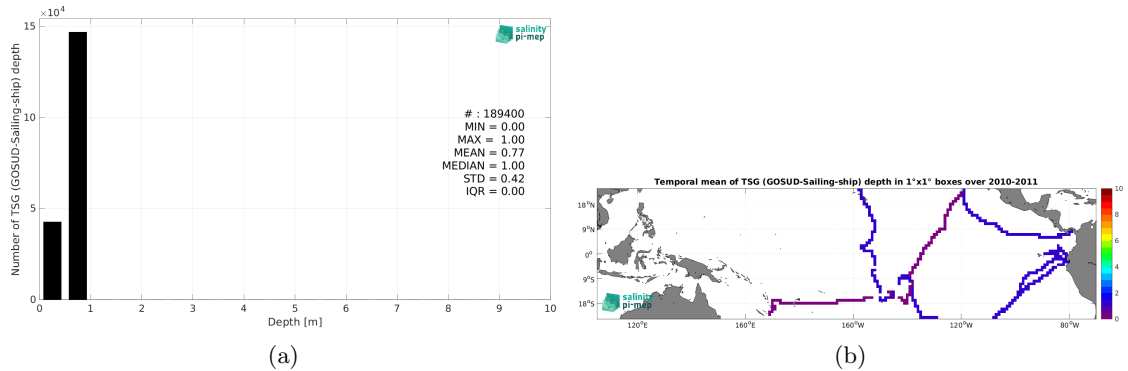 ×10⁴
15
10
5
0
Number of TSG (GOSUD-Sailing-ship) depth
salinity
pi-mep
# : 189400
MIN = 0.00
MAX = 1.00
MEAN = 0.77
MEDIAN = 1.00
STD = 0.42
IQR = 0.00
0 1 2 3 4 5 6 7 8 9 10
Depth [m]
(a)
Temporal mean of TSG (GOSUD-Sailing-ship) depth in 1°x1° boxes over 2010-2011
18°N
9°N
0°
9°S
18°S
salinity
pi-mep
120°E 160°E 160°W 120°W 80°W
10
8
6
4
2
0
(b)